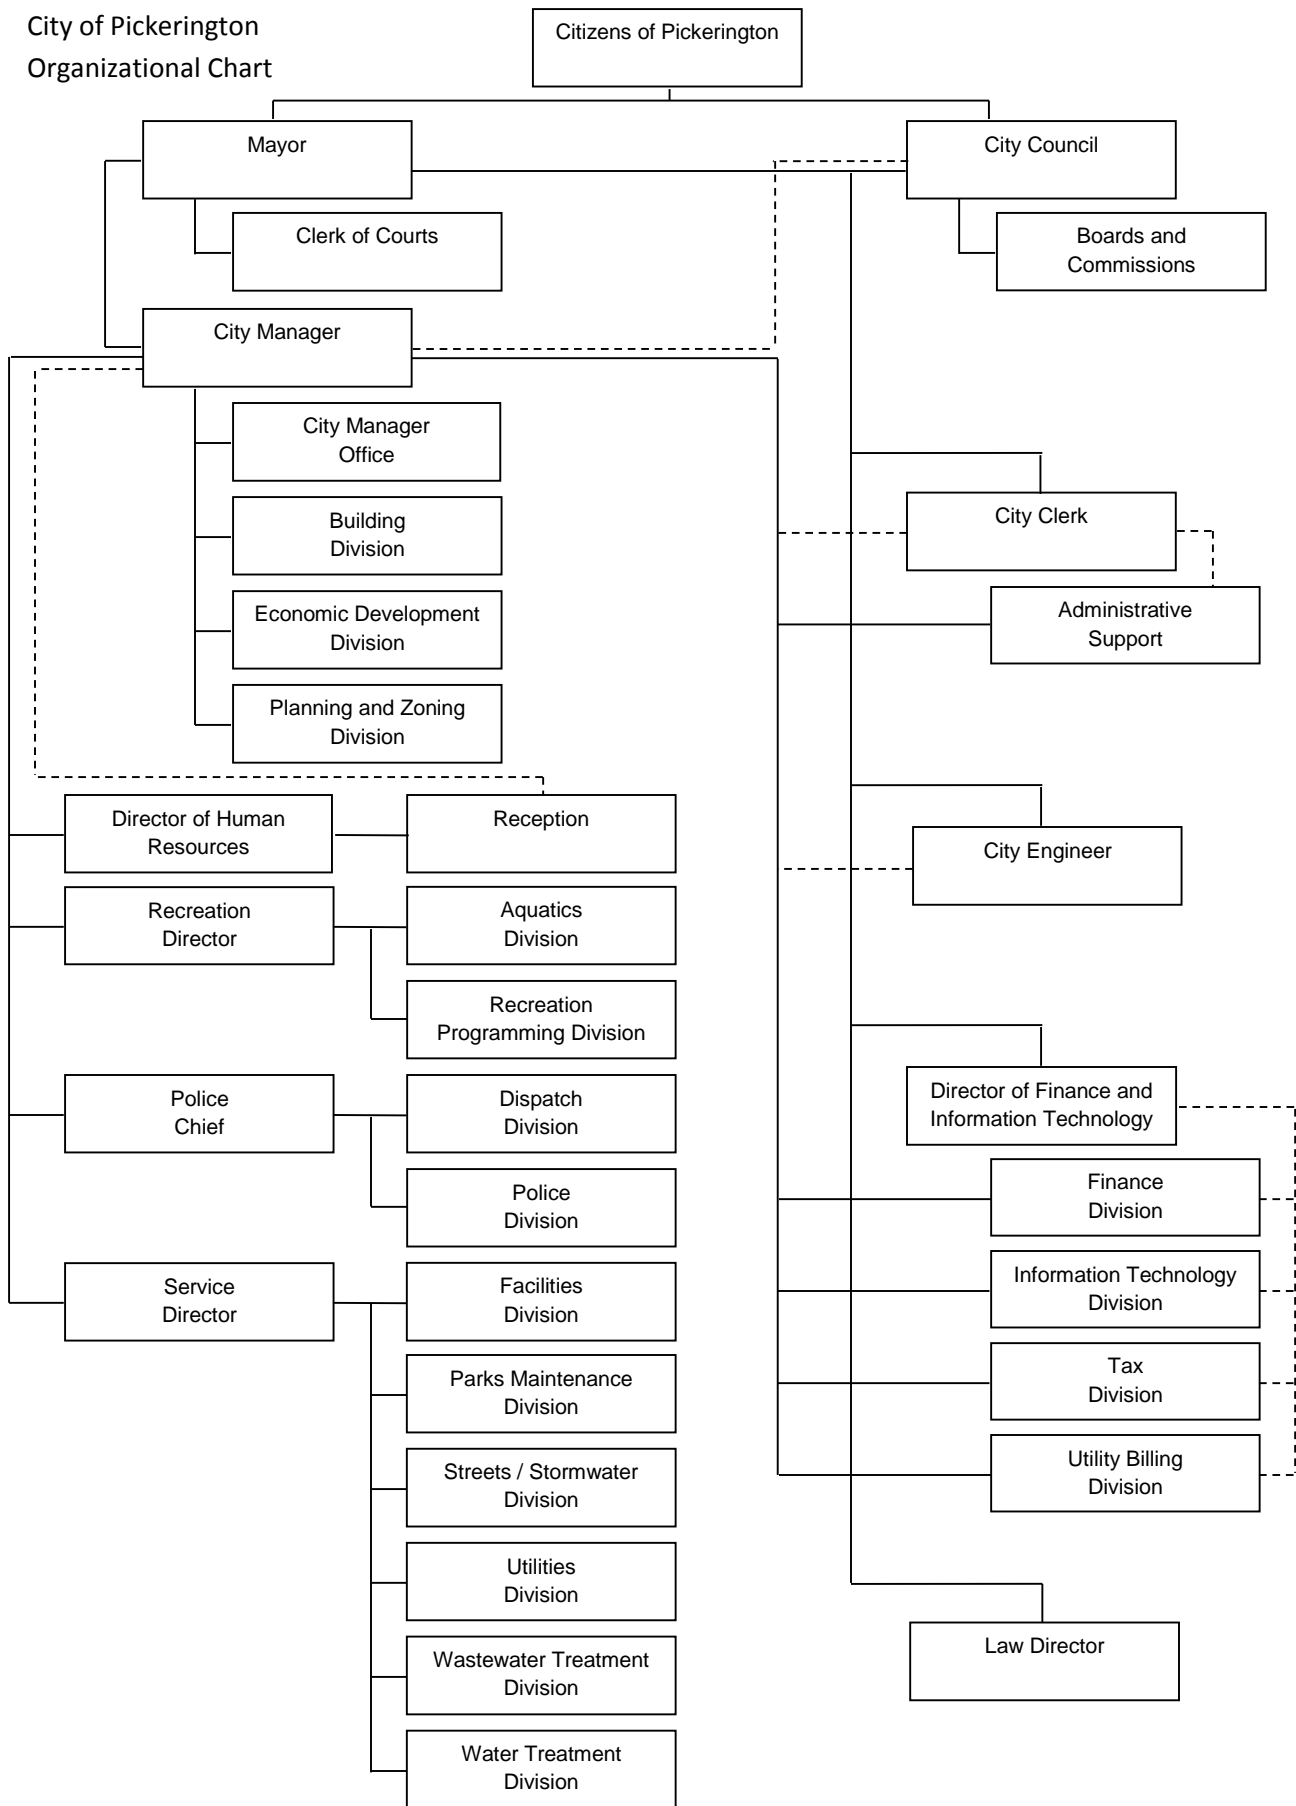 City of Pickerington
Organizational Chart
Citizens of Pickerington
Mayor
City Council
Clerk of Courts
Boards and
Commissions
City Manager
City Manager
Office
Building
Division
Economic Development
Division
Planning and Zoning
Division
City Clerk
Administrative
Support
Director of Human
Resources
Reception
City Engineer
Recreation
Director
Aquatics
Division
Recreation
Programming Division
Police
Chief
Dispatch
Division
Police
Division
Director of Finance and
Information Technology
Finance
Division
Information Technology
Division
Tax
Division
Utility Billing
Division
Service
Director
Facilities
Division
Parks Maintenance
Division
Streets / Stormwater
Division
Utilities
Division
Wastewater Treatment
Division
Water Treatment
Division
Law Director